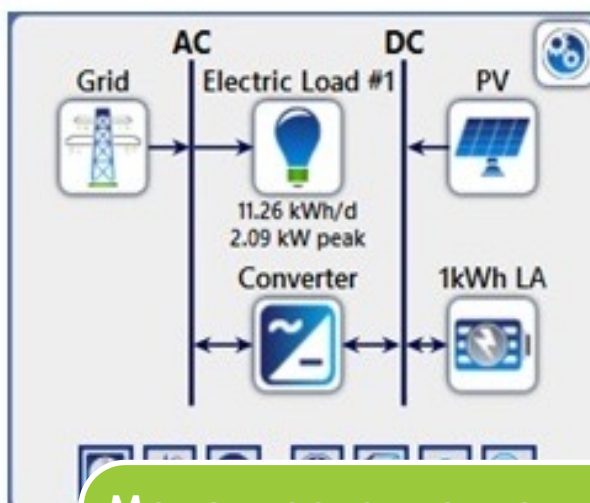 AC DC
Grid Electric Load #1 PV
11.26 kWh/d
2.09 kW peak
Converter 1kWh LA